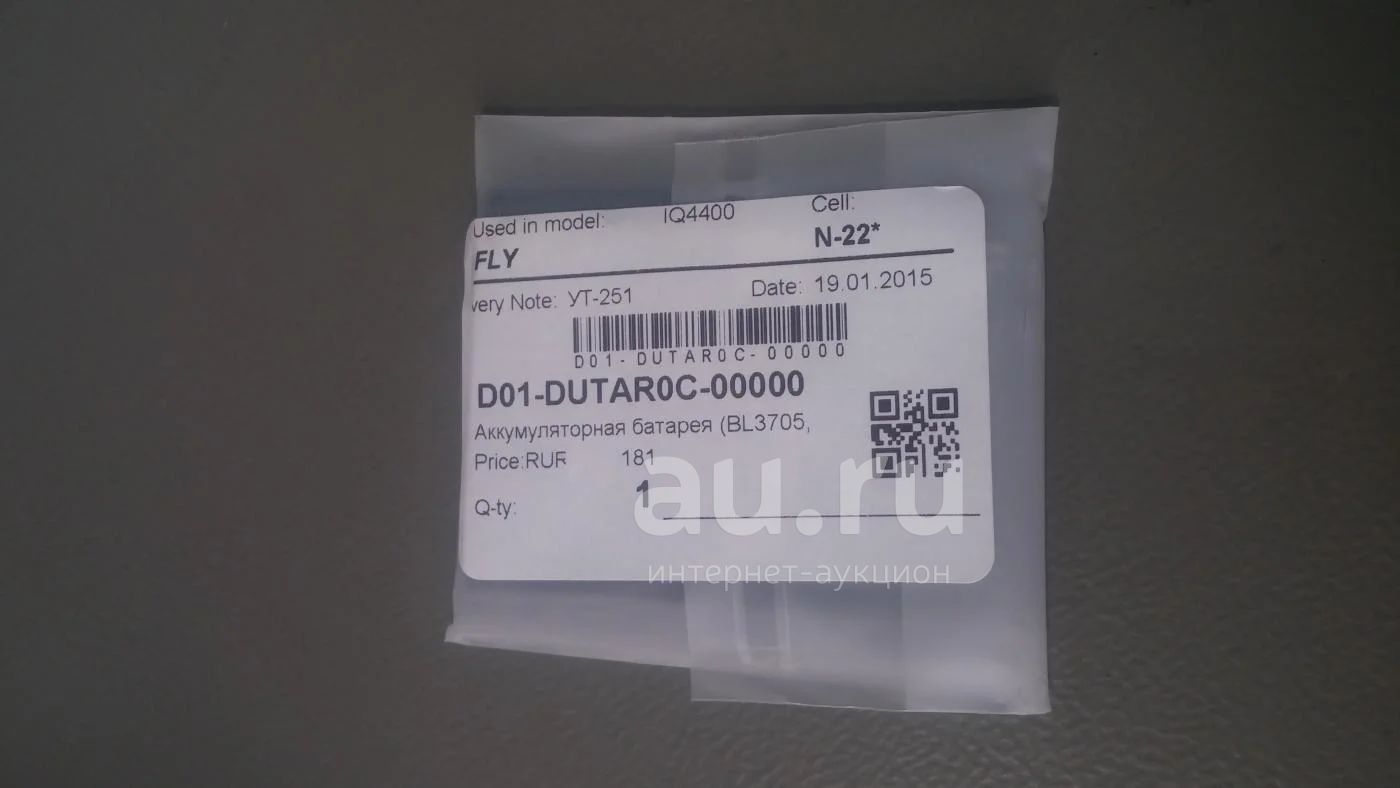 Used in model: IQ4400 Cell:
FLY N-22*
very Note: УТ-251 Date: 19.01.2015
D01-DUTAR0C-00000
D01-DUTAR0C-00000
Аккумуляторная батарея (BL3705,
Price:RUR 181
Q-ty: 1
au.ru
интернет-аукцион